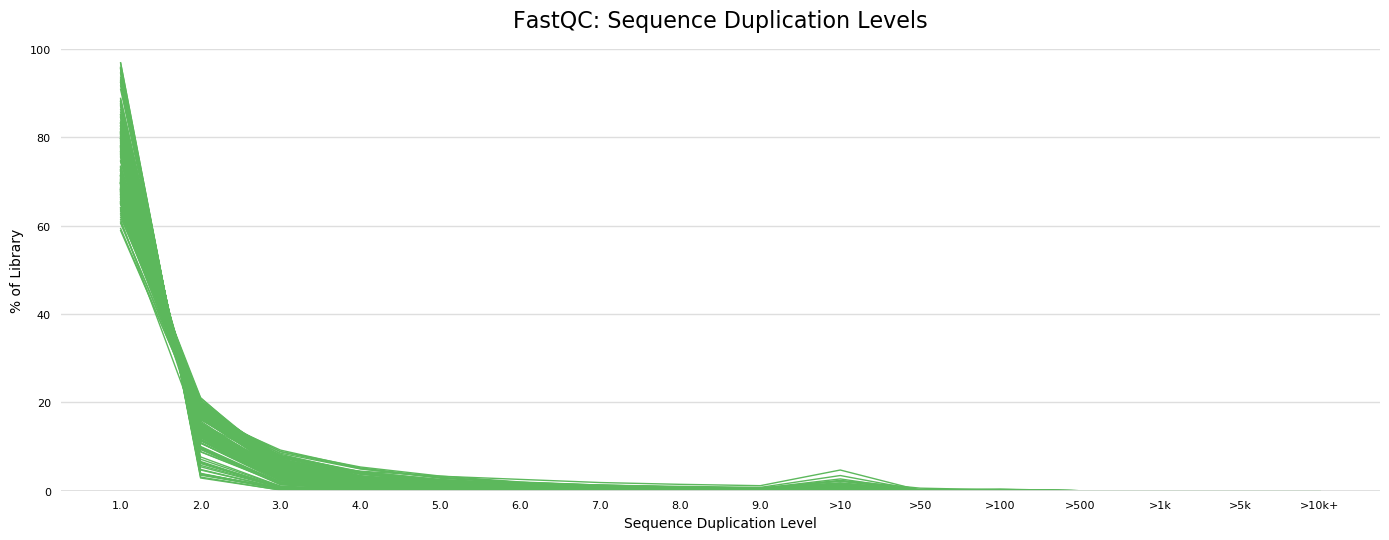 FastQC: Sequence Duplication Levels
100
80
60
40
20
0
% of Library
1.0 2.0 3.0 4.0 5.0 6.0 7.0 8.0 9.0 >10 >50 >100 >500 >1k >5k >10k+
Sequence Duplication Level